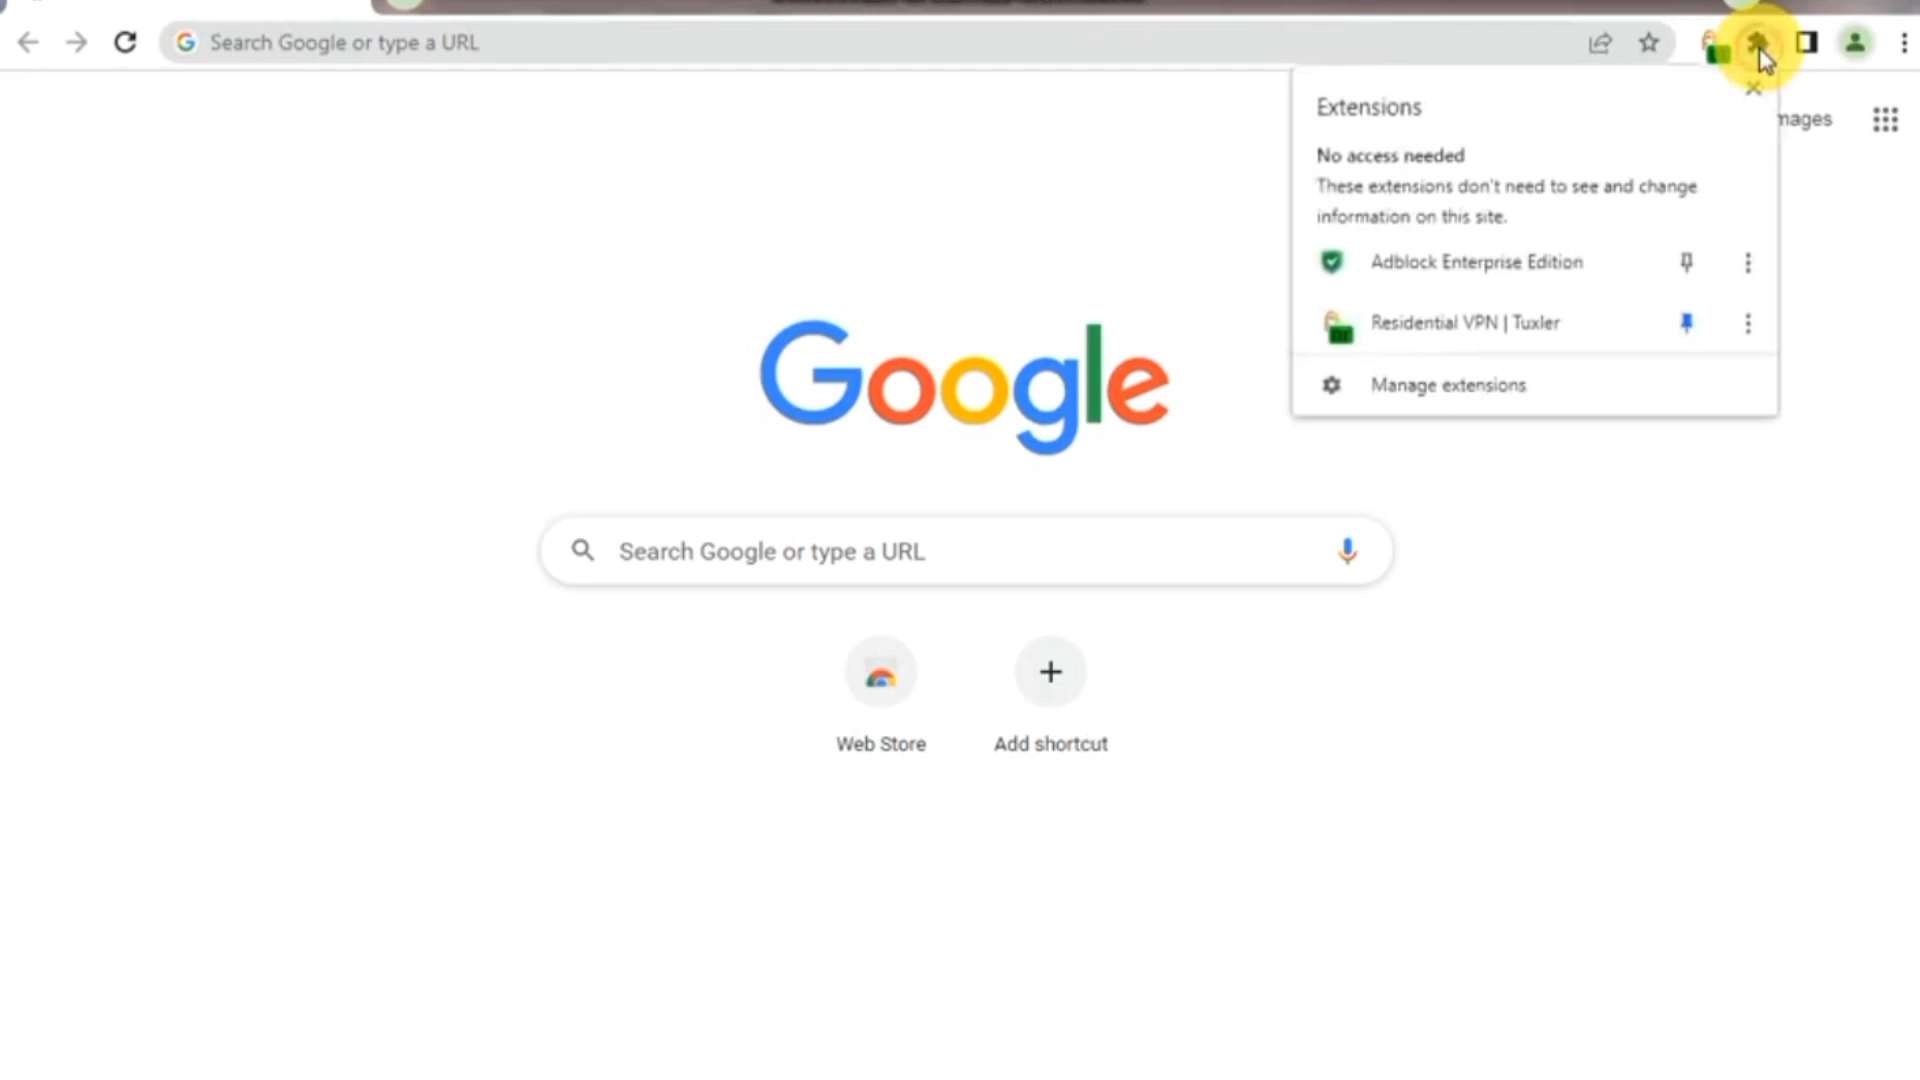 Search Google or type a URL
Extensions
mages
No access needed
These extensions don't need to see and change
information on this site.
Adblock Enterprise Edition
Residential VPN | Tuxler
Manage extensions
Google
Search Google or type a URL
Web Store
Add shortcut